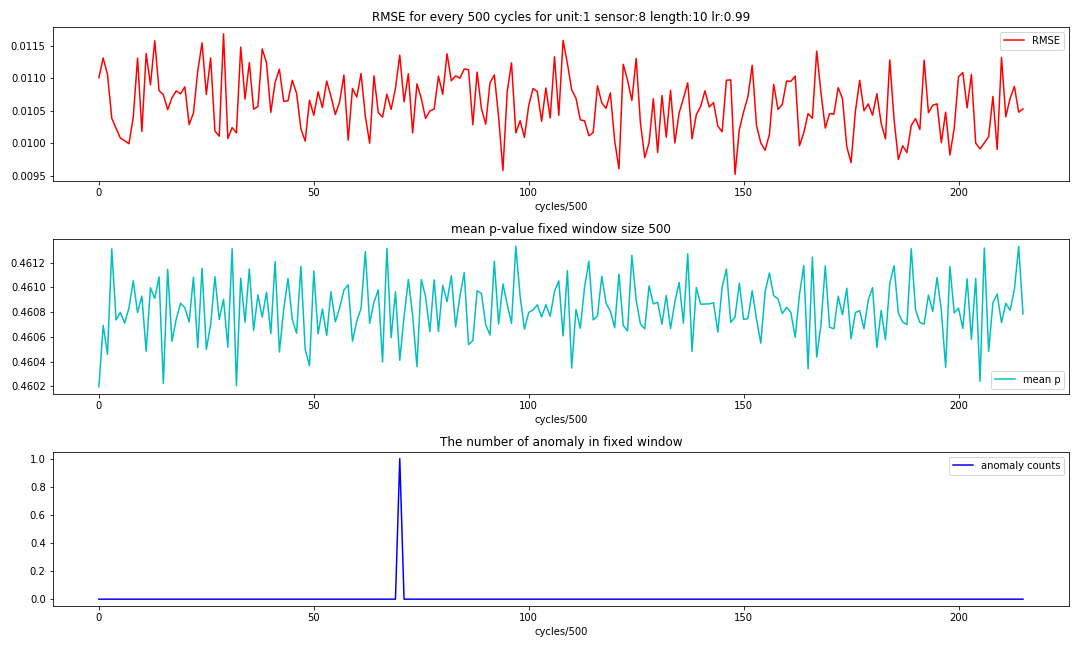 RMSE for every 500 cycles for unit:1 sensor:8 length:10 lr:0.99
RMSE
0.0115
0.0110
0.0105
0.0100
0.0095
0 50 100 150 200
cycles/500
mean p-value fixed window size 500
0.4612
0.4610
0.4608
0.4606
0.4604
0.4602
mean p
0 50 100 150 200
cycles/500
The number of anomaly in fixed window
anomaly counts
1.0
0.8
0.6
0.4
0.2
0.0
0 50 100 150 200
cycles/500